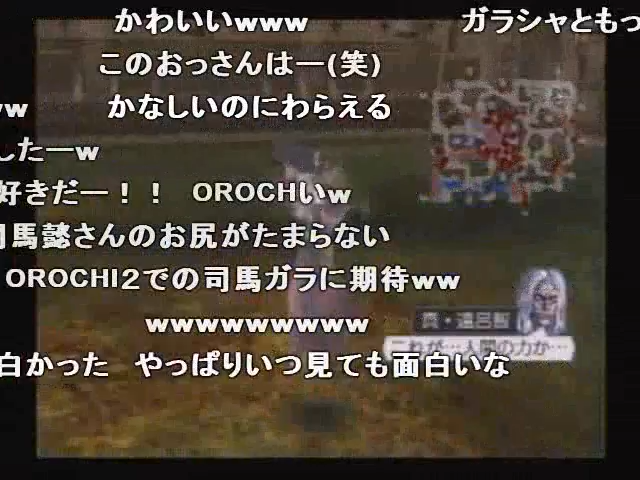 かわいいwww ガラシャともっ
このおっさんはー(笑)
ww かなしいのにわらえる
したーw
好きだー！！ OROCHIいw
司馬懿さんのお尻がたまらない
OROCHI2での司馬ガラに期待ww
wwwwwwwww
真・遠呂智
これが…人間の力か…
白かった やっぱりいつ見ても面白いな